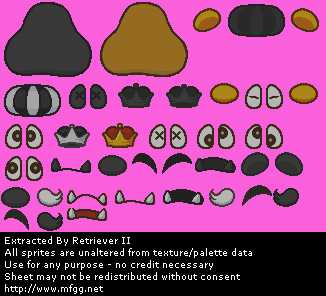 Extracted By Retriever II
All sprites are unaltered from texture/palette data
Use for any purpose - no credit necessary
Sheet may not be redistributed without consent
http://www.mfgg.net